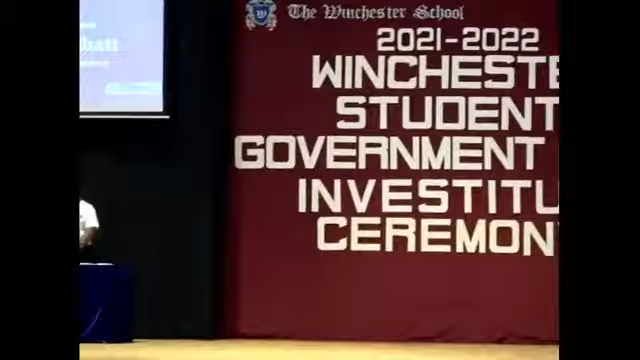 The Winchester School
2021-2022
WINCHESTE
STUDENT
GOVERNMENT
INVESTITU
CEREMON